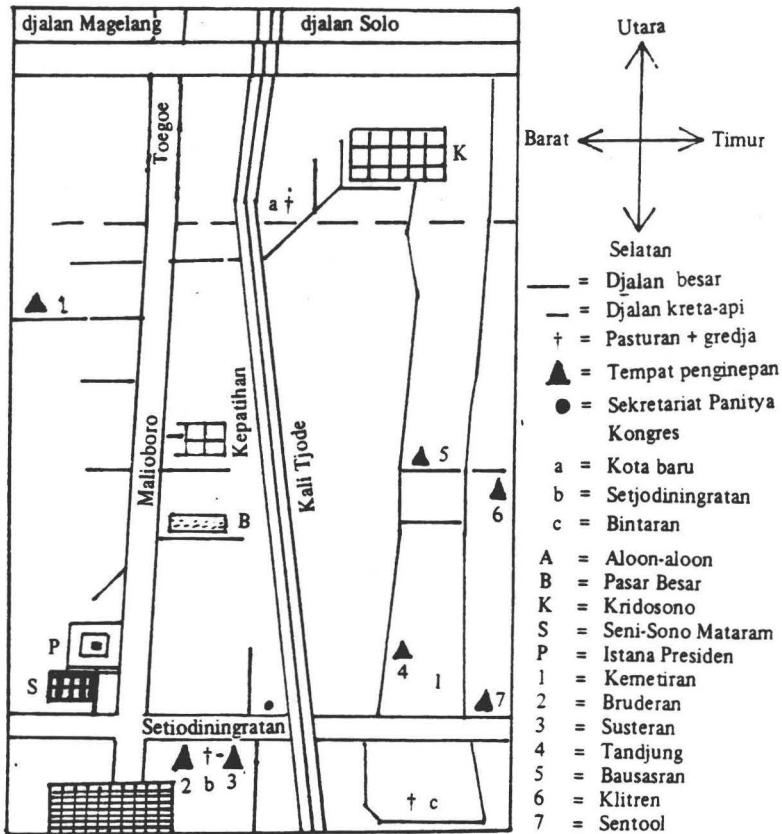 djalan Magelang
djalan Solo
Toegoe
K
a †
1
Kepatihan
Malioboro
Kali Tjode
5
6
B
P
4
1
S
7
Setiodiningratan
† -
2 b 3
† c
Utara
Barat
Timur
Selatan
= Djalan besar
= Djalan kreta-api
† = Pasturan + gredja
▲ = Tempat penginepan
● = Sekretariat Panitya
Kongres
a = Kota baru
b = Setjodiningratan
c = Bintaran
A = Aloon-aloon
B = Pasar Besar
K = Kridosono
S = Seni-Sono Mataram
P = Istana Presiden
1 = Kemetiran
2 = Bruderan
3 = Susteran
4 = Tandjung
5 = Bausasran
6 = Klitren
7 = Sentool